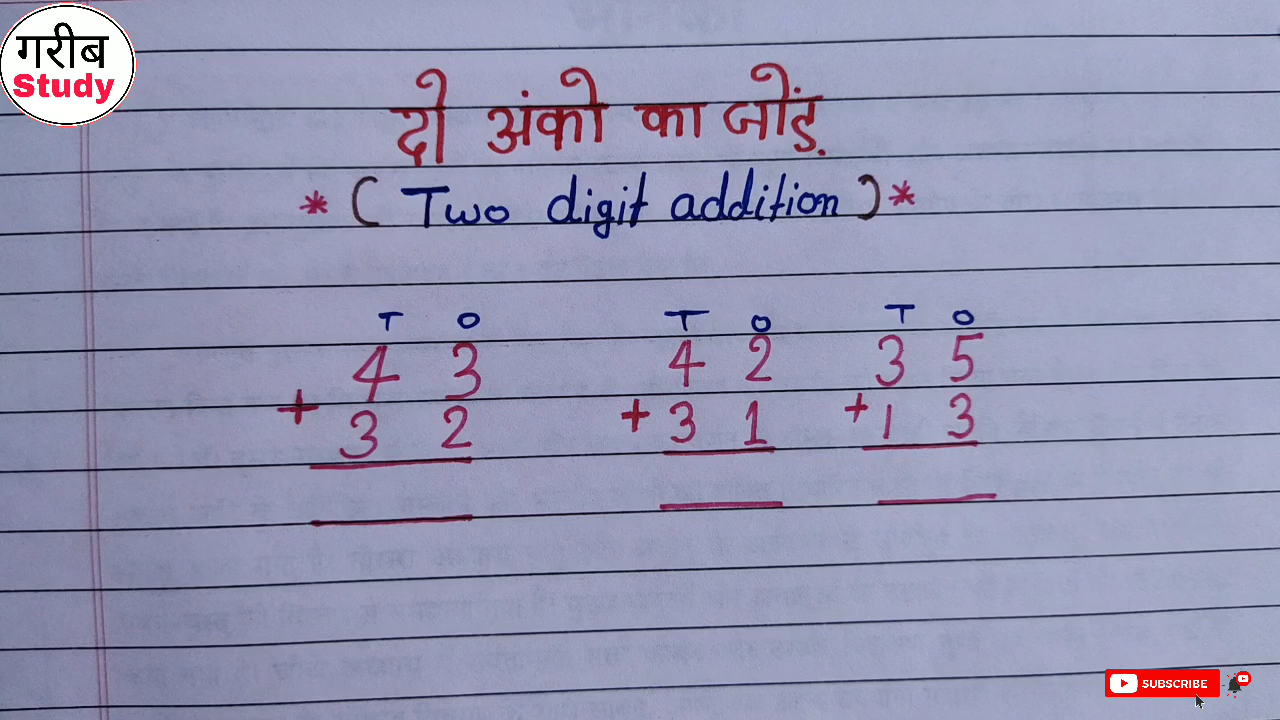 गरीब
Study
दो अंको का जोड़
* ( Two digit addition ) *
T O T O T O
4 3 4 2 3 5
+ 3 2 + 3 1 + 1 3
SUBSCRIBE